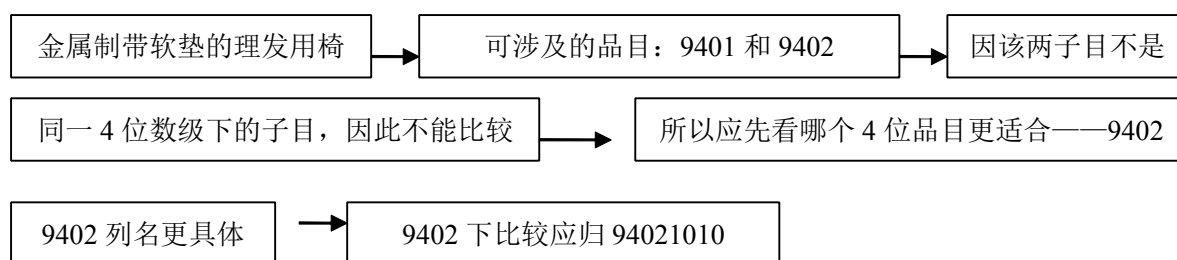 金属制带软垫的理发用椅 可涉及的品目：9401 和 9402 因该两子目不是
同一 4 位数级下的子目，因此不能比较 所以应先看哪个 4 位品目更适合——9402
9402 列名更具体 9402 下比较应归 94021010